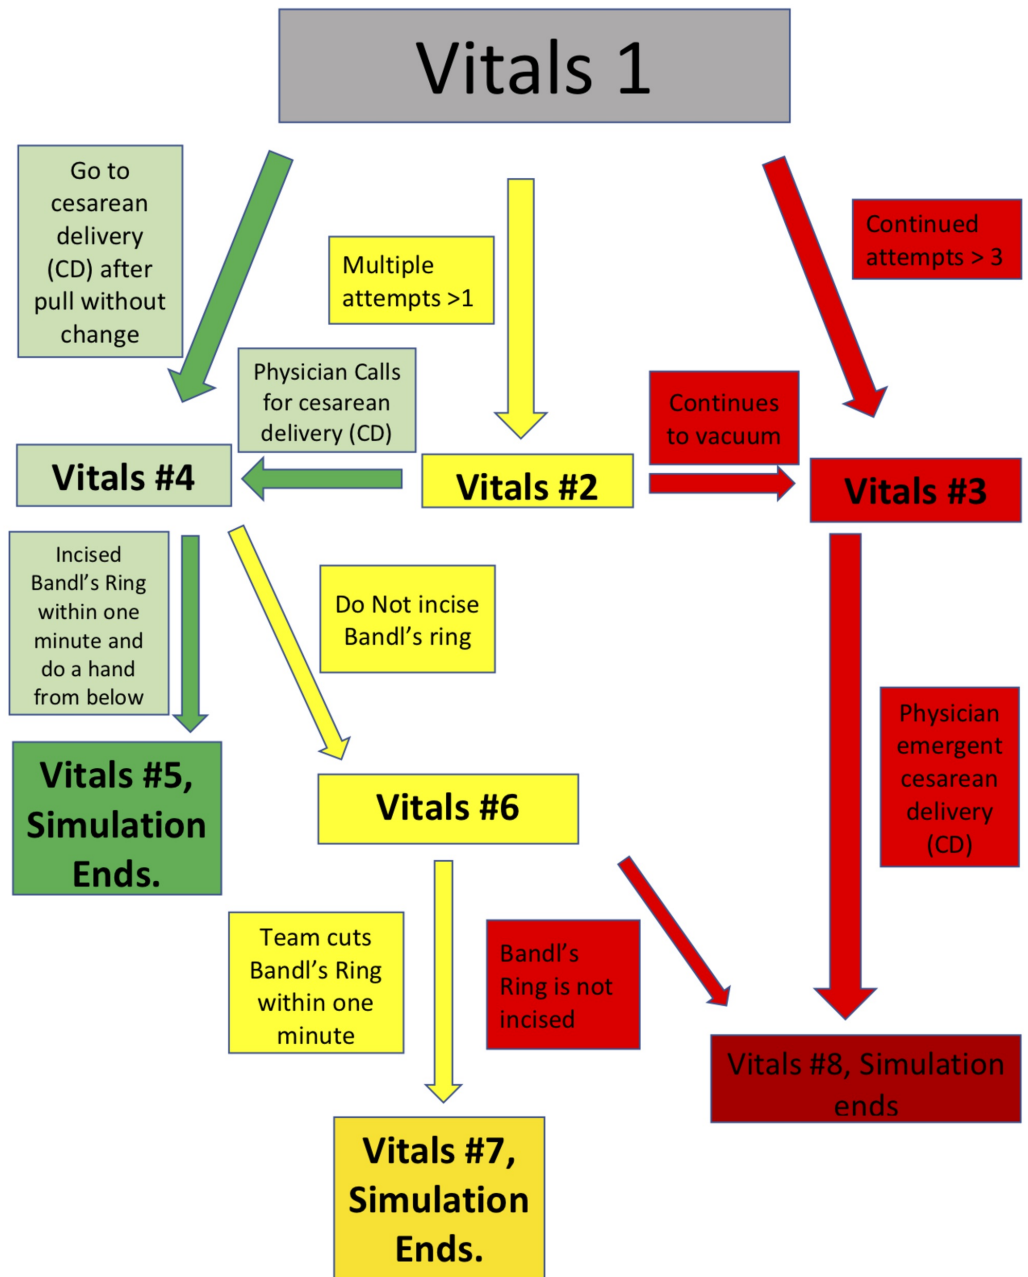 Vitals 1
Go to
cesarean
delivery
(CD) after
pull without
change
Multiple
attempts >1
Continued
attempts > 3
Physician Calls
for cesarean
delivery (CD)
Continues
to vacuum
Vitals #4
Vitals #2
Vitals #3
Incised
Bandl’s Ring
within one
minute and
do a hand
from below
Do Not incise
Bandl’s ring
Physician
emergent
cesarean
delivery
(CD)
Vitals #5,
Simulation
Ends.
Vitals #6
Team cuts
Bandl’s Ring
within one
minute
Bandl’s
Ring is not
incised
Vitals #8, Simulation
ends
Vitals #7,
Simulation
Ends.